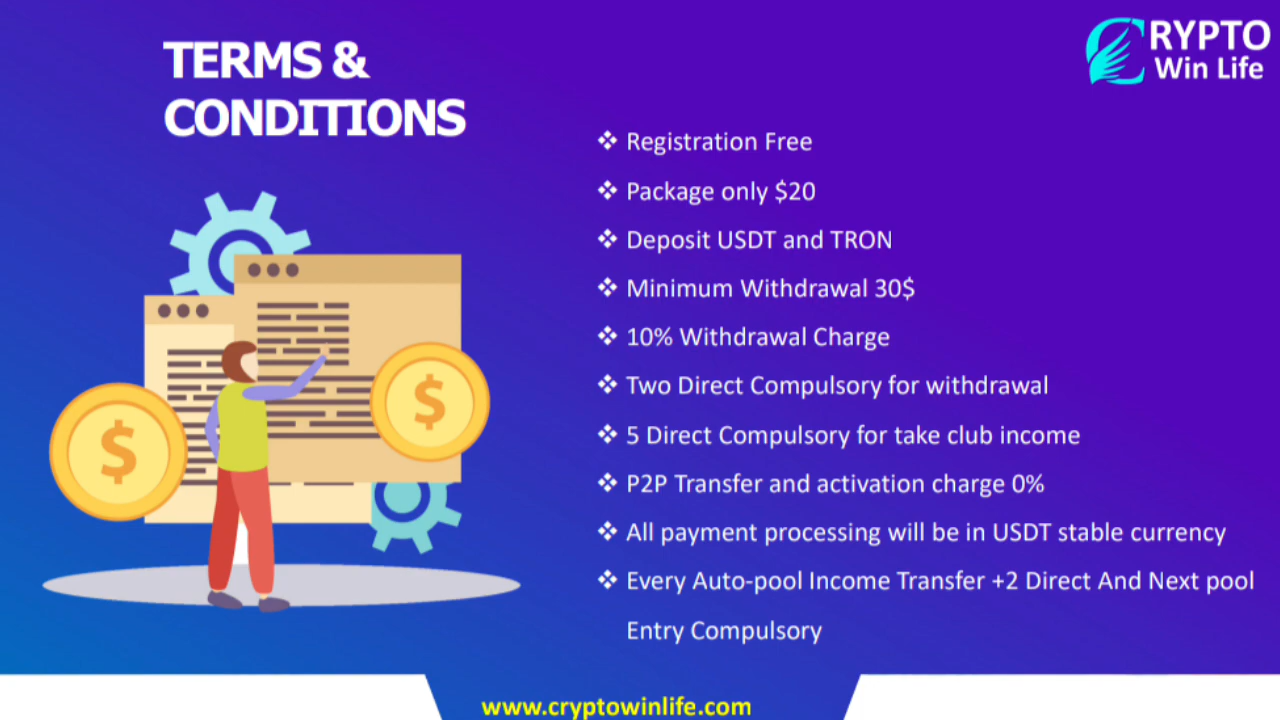 TERMS &
CONDITIONS
CRYPTO
Win Life
❖ Registration Free
❖ Package only $20
❖ Deposit USDT and TRON
❖ Minimum Withdrawal 30$
❖ 10% Withdrawal Charge
❖ Two Direct Compulsory for withdrawal
❖ 5 Direct Compulsory for take club income
❖ P2P Transfer and activation charge 0%
❖ All payment processing will be in USDT stable currency
❖ Every Auto-pool Income Transfer +2 Direct And Next pool
Entry Compulsory
$
$
www.cryptowinlife.com